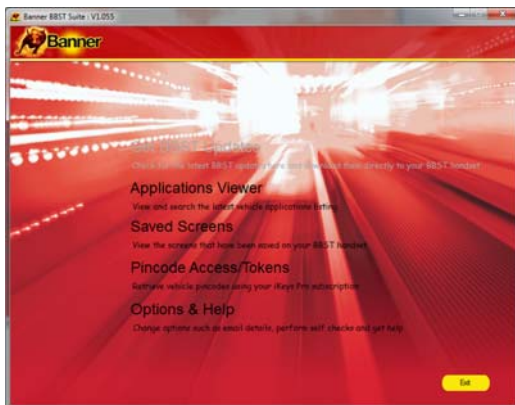 Banner BBST Suite : V1.055
Banner
Get BBST Updates
Check for the latest BBST updates here and download them directly to your BBST handset
Applications Viewer
View and search the latest vehicle applications listing
Saved Screens
View the screens that have been saved on your BBST handset
Pincode Access/Tokens
Retrieve vehicle pincodes using your iKeys Pro subscription
Options & Help
Change options such as email details, perform self checks and get help
Exit